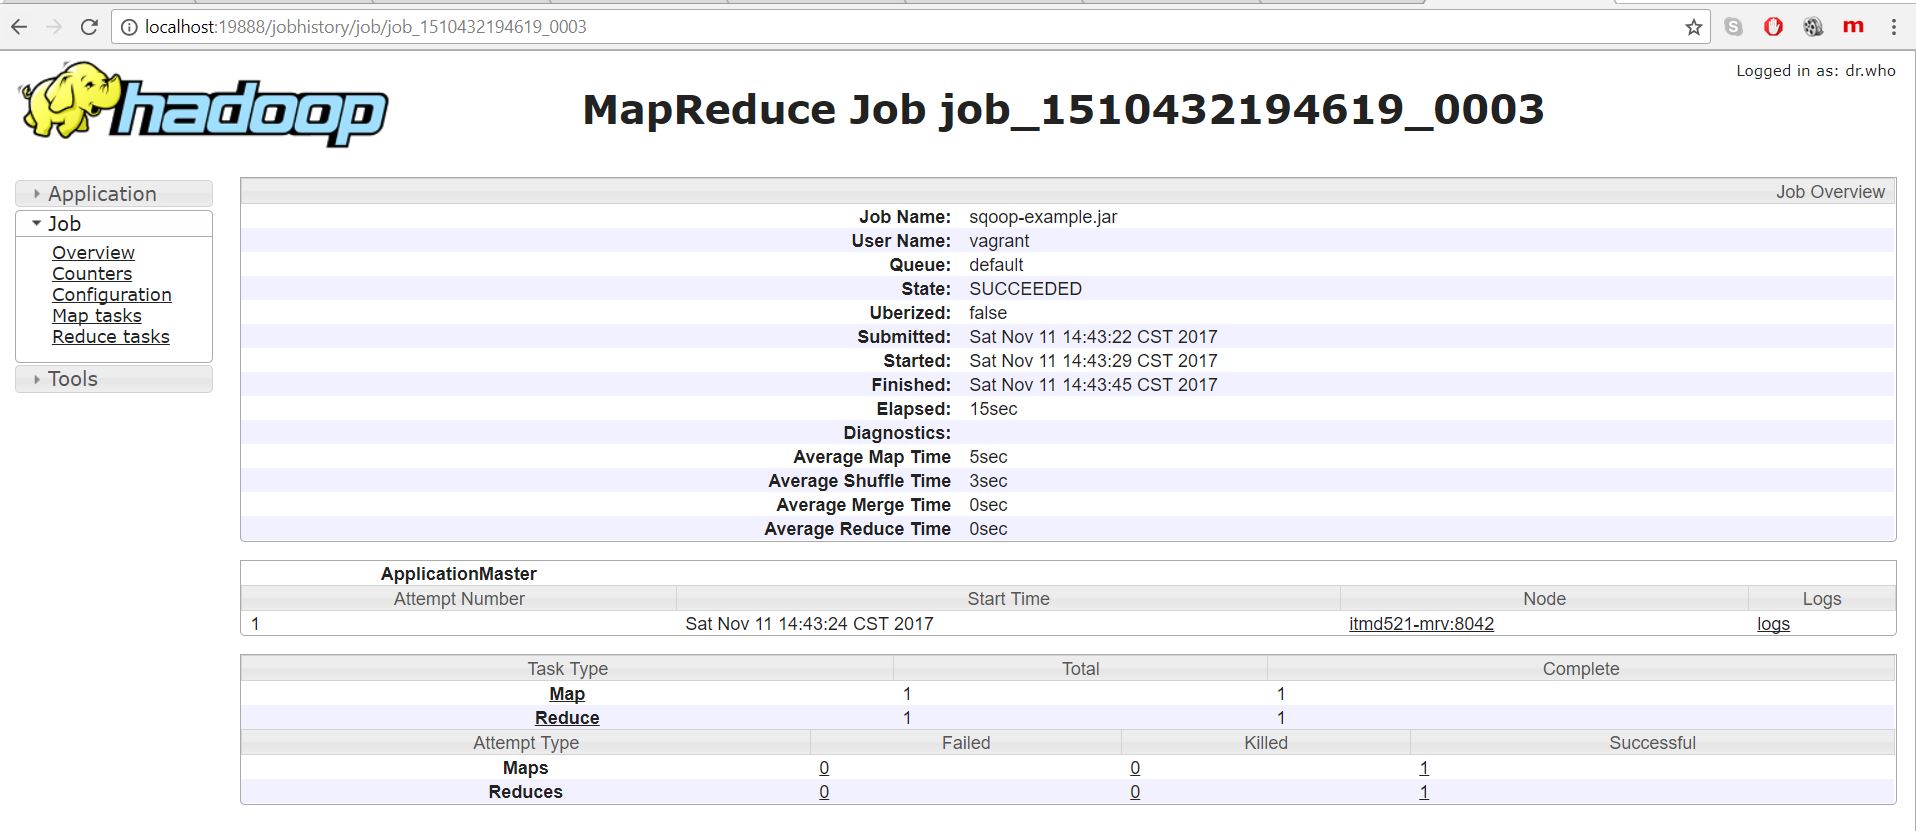 localhost:19888/jobhistory/job/job_1510432194619_0003
m
Logged in as: dr.who
hadoop
MapReduce Job job_1510432194619_0003
Application
Job
Overview
Counters
Configuration
Map tasks
Reduce tasks
Tools
Job Overview
Job Name: sqoop-example.jar
User Name: vagrant
Queue: default
State: SUCCEEDED
Uberized: false
Submitted: Sat Nov 11 14:43:22 CST 2017
Started: Sat Nov 11 14:43:29 CST 2017
Finished: Sat Nov 11 14:43:45 CST 2017
Elapsed: 15sec
Diagnostics:
Average Map Time 5sec
Average Shuffle Time 3sec
Average Merge Time 0sec
Average Reduce Time 0sec
ApplicationMaster
Attempt Number Start Time Node Logs
1 Sat Nov 11 14:43:24 CST 2017 itmd521-mrv:8042 logs
Task Type Total Complete
Map 1 1
Reduce 1 1
Attempt Type Failed Killed Successful
Maps 0 0 1
Reduces 0 0 1